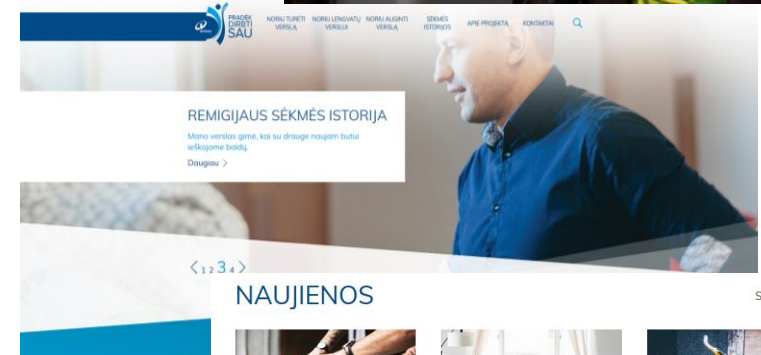 PRADĖK
DIRBTI
SAU
NORIU TURĖTI
VERSLĄ
NORIU LENGVATŲ
VERSLUI
NORIU AUGINTI
VERSLĄ
SĖKMĖS
ISTORIJOS
APIE PROJEKTĄ
KONTAKTAI
REMIGIJAUS SĖKMĖS ISTORIJA
Mano verslas gimė, kai su drauge naujam butui
ieškojome baldų.
Daugiau >
< 1 2 3 4 >
NAUJIENOS
S